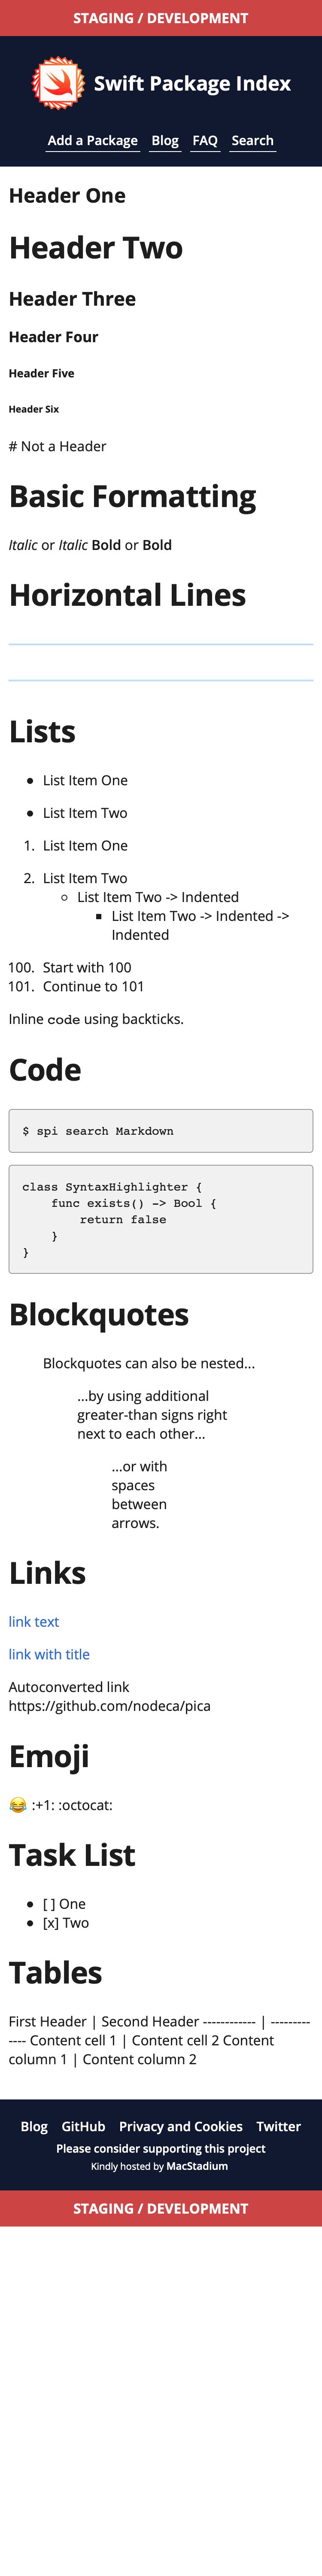 STAGING / DEVELOPMENT
Swift Package Index
Add a Package Blog FAQ Search
Header One
Header Two
Header Three
Header Four
Header Five
Header Six
# Not a Header
Basic Formatting
Italic or Italic Bold or Bold
Horizontal Lines
Lists
• List Item One
• List Item Two
1. List Item One
2. List Item Two
◦ List Item Two -> Indented
▪ List Item Two -> Indented ->
Indented
100. Start with 100
101. Continue to 101
Inline code using backticks.
Code
$ spi search Markdown
class SyntaxHighlighter {
    func exists() -> Bool {
        return false
    }
}
Blockquotes
Blockquotes can also be nested...
...by using additional
greater-than signs right
next to each other...
...or with
spaces
between
arrows.
Links
link text
link with title
Autoconverted link
https://github.com/nodeca/pica
Emoji
😂 :+1: :octocat:
Task List
• [ ] One
• [x] Two
Tables
First Header | Second Header ------------ | ---------
---- Content cell 1 | Content cell 2 Content
column 1 | Content column 2
Blog GitHub Privacy and Cookies Twitter
Please consider supporting this project
Kindly hosted by MacStadium
STAGING / DEVELOPMENT